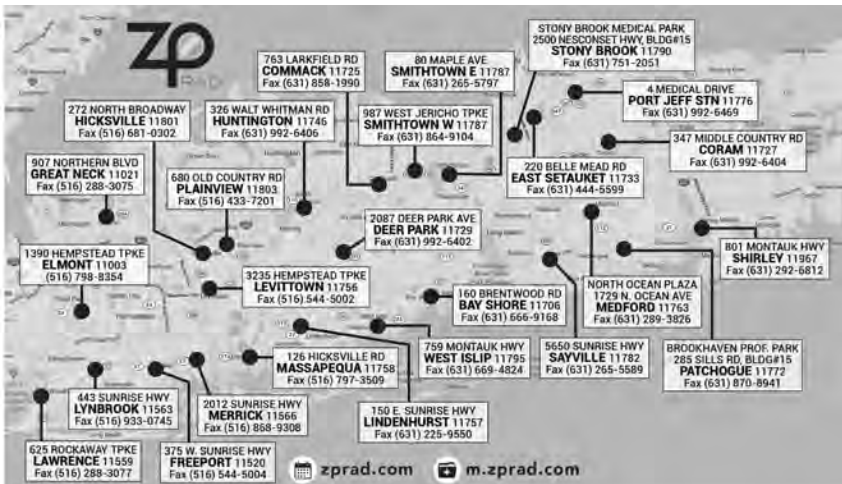 zp
RAD
STONY BROOK MEDICAL PARK
2500 NESCONSET HWY, BLDG#15
STONY BROOK 11790
Fax (631) 751-2051
763 LARKFIELD RD
COMMACK 11725
Fax (631) 858-1990
80 MAPLE AVE
SMITHTOWN E 11787
Fax (631) 265-5797
4 MEDICAL DRIVE
PORT JEFF STN 11776
Fax (631) 992-6469
272 NORTH BROADWAY
HICKSVILLE 11801
Fax (516) 681-0302
326 WALT WHITMAN RD
HUNTINGTON 11746
Fax (631) 992-6406
987 WEST JERICHO TPKE
SMITHTOWN W 11787
Fax (631) 864-9104
347 MIDDLE COUNTRY RD
CORAM 11727
Fax (631) 992-6404
907 NORTHERN BLVD
GREAT NECK 11021
Fax (516) 288-3075
680 OLD COUNTRY RD
PLAINVIEW 11803
Fax (516) 433-7201
220 BELLE MEAD RD
EAST SETAUKET 11733
Fax (631) 444-5599
2087 DEER PARK AVE
DEER PARK 11729
Fax (631) 992-6402
1390 HEMPSTEAD TPKE
ELMONT 11003
(516) 798-8354
801 MONTAUK HWY
SHIRLEY 11967
Fax (631) 292-6812
3235 HEMPSTEAD TPKE
LEVITTOWN 11756
Fax (516) 544-5002
160 BRENTWOOD RD
BAY SHORE 11706
Fax (631) 666-9168
NORTH OCEAN PLAZA
1729 N. OCEAN AVE
MEDFORD 11763
Fax (631) 289-3826
126 HICKSVILLE RD
MASSAPEQUA 11758
Fax (516) 797-3509
759 MONTAUK HWY
WEST ISLIP 11795
Fax (631) 669-4824
5650 SUNRISE HWY
SAYVILLE 11782
Fax (631) 265-5589
BROOKHAVEN PROF. PARK
285 SILLS RD, BLDG#15
PATCHOGUE 11772
Fax (631) 870-8941
443 SUNRISE HWY
LYNBROOK 11563
Fax (516) 933-0745
2012 SUNRISE HWY
MERRICK 11566
Fax (516) 868-9308
150 E. SUNRISE HWY
LINDENHURST 11757
Fax (631) 225-9550
625 ROCKAWAY TPKE
LAWRENCE 11559
Fax (516) 288-3077
375 W. SUNRISE HWY
FREEPORT 11520
Fax (516) 544-5004
zprad.com
m.zprad.com